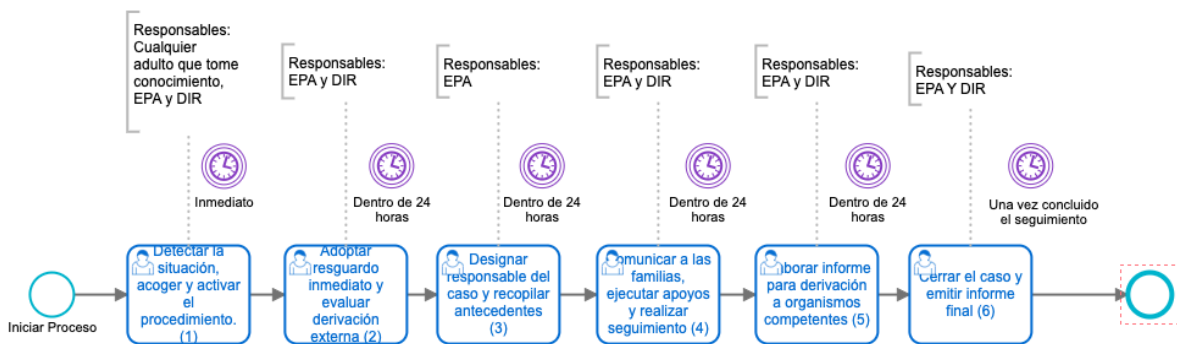 Responsables:
Cualquier
adulto que tome
conocimiento,
EPA y DIR
Responsables:
EPA y DIR
Responsables:
EPA
Responsables:
EPA y DIR
Responsables:
EPA y DIR
Responsables:
EPA Y DIR
Inmediato
Dentro de 24
horas
Dentro de 24
horas
Dentro de 24
horas
Dentro de 24
horas
Una vez concluido
el seguimiento
Iniciar Proceso
Detectar la
situación,
acoger y activar
el
procedimiento.
(1)
Adoptar
resguardo
inmediato y
evaluar
derivación
externa (2)
Designar
responsable del
caso y recopilar
antecedentes
(3)
Comunicar a las
familias,
ejecutar apoyos
y realizar
seguimiento (4)
informe
para derivación
a organismos
competentes (5)
Cerrar el caso y
emitir informe
final (6)